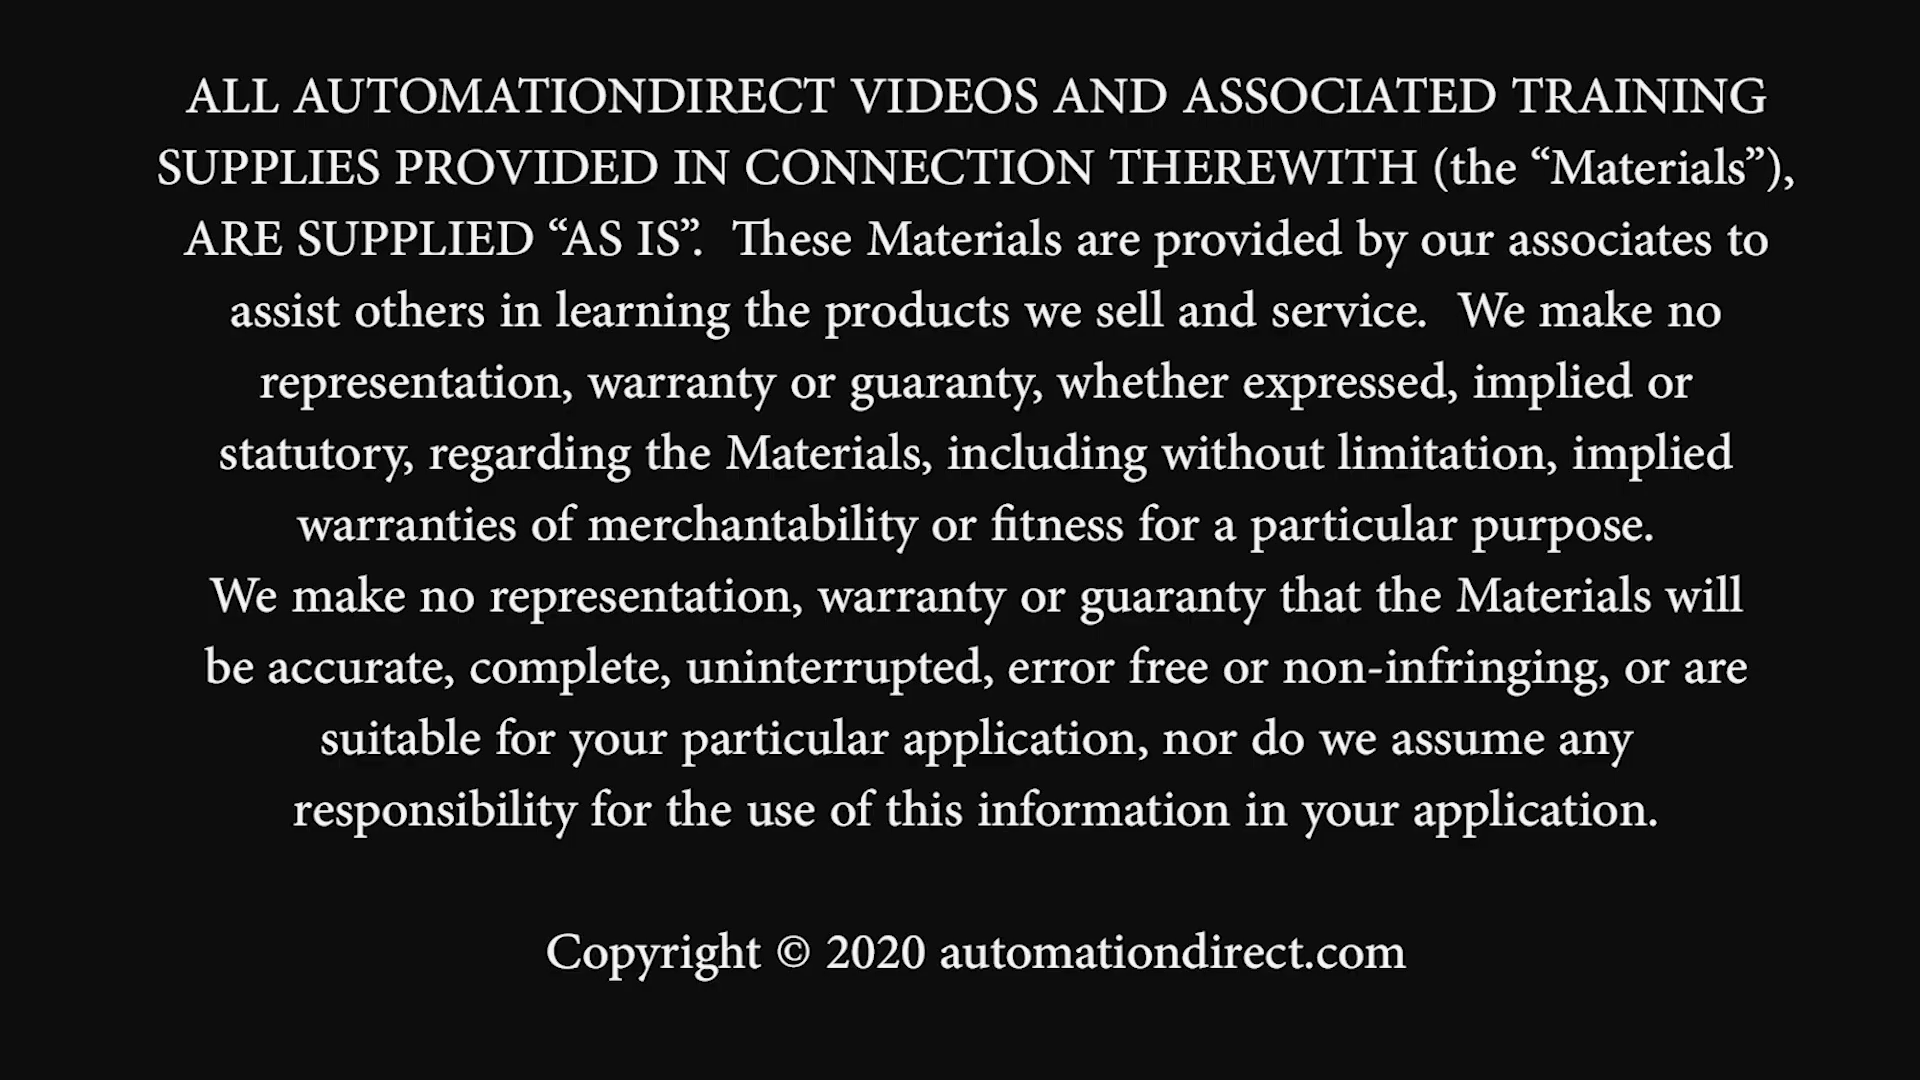 ALL AUTOMATIONDIRECT VIDEOS AND ASSOCIATED TRAINING
SUPPLIES PROVIDED IN CONNECTION THEREWITH (the “Materials”),
ARE SUPPLIED “AS IS”.  These Materials are provided by our associates to
assist others in learning the products we sell and service.  We make no
representation, warranty or guaranty, whether expressed, implied or
statutory, regarding the Materials, including without limitation, implied
warranties of merchantability or fitness for a particular purpose.
We make no representation, warranty or guaranty that the Materials will
be accurate, complete, uninterrupted, error free or non-infringing, or are
suitable for your particular application, nor do we assume any
responsibility for the use of this information in your application.
Copyright © 2020 automationdirect.com